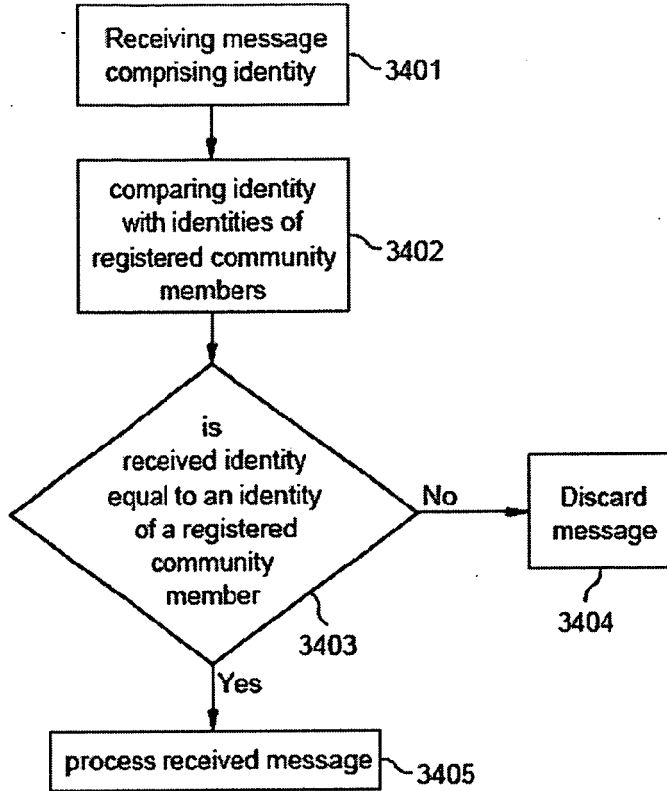 Receiving message
comprising identity
3401
comparing identity
with identities of
registered community
members
3402
is
received identity
equal to an identity
of a registered
community
member
3403
No
Discard
message
3404
Yes
process received message
3405